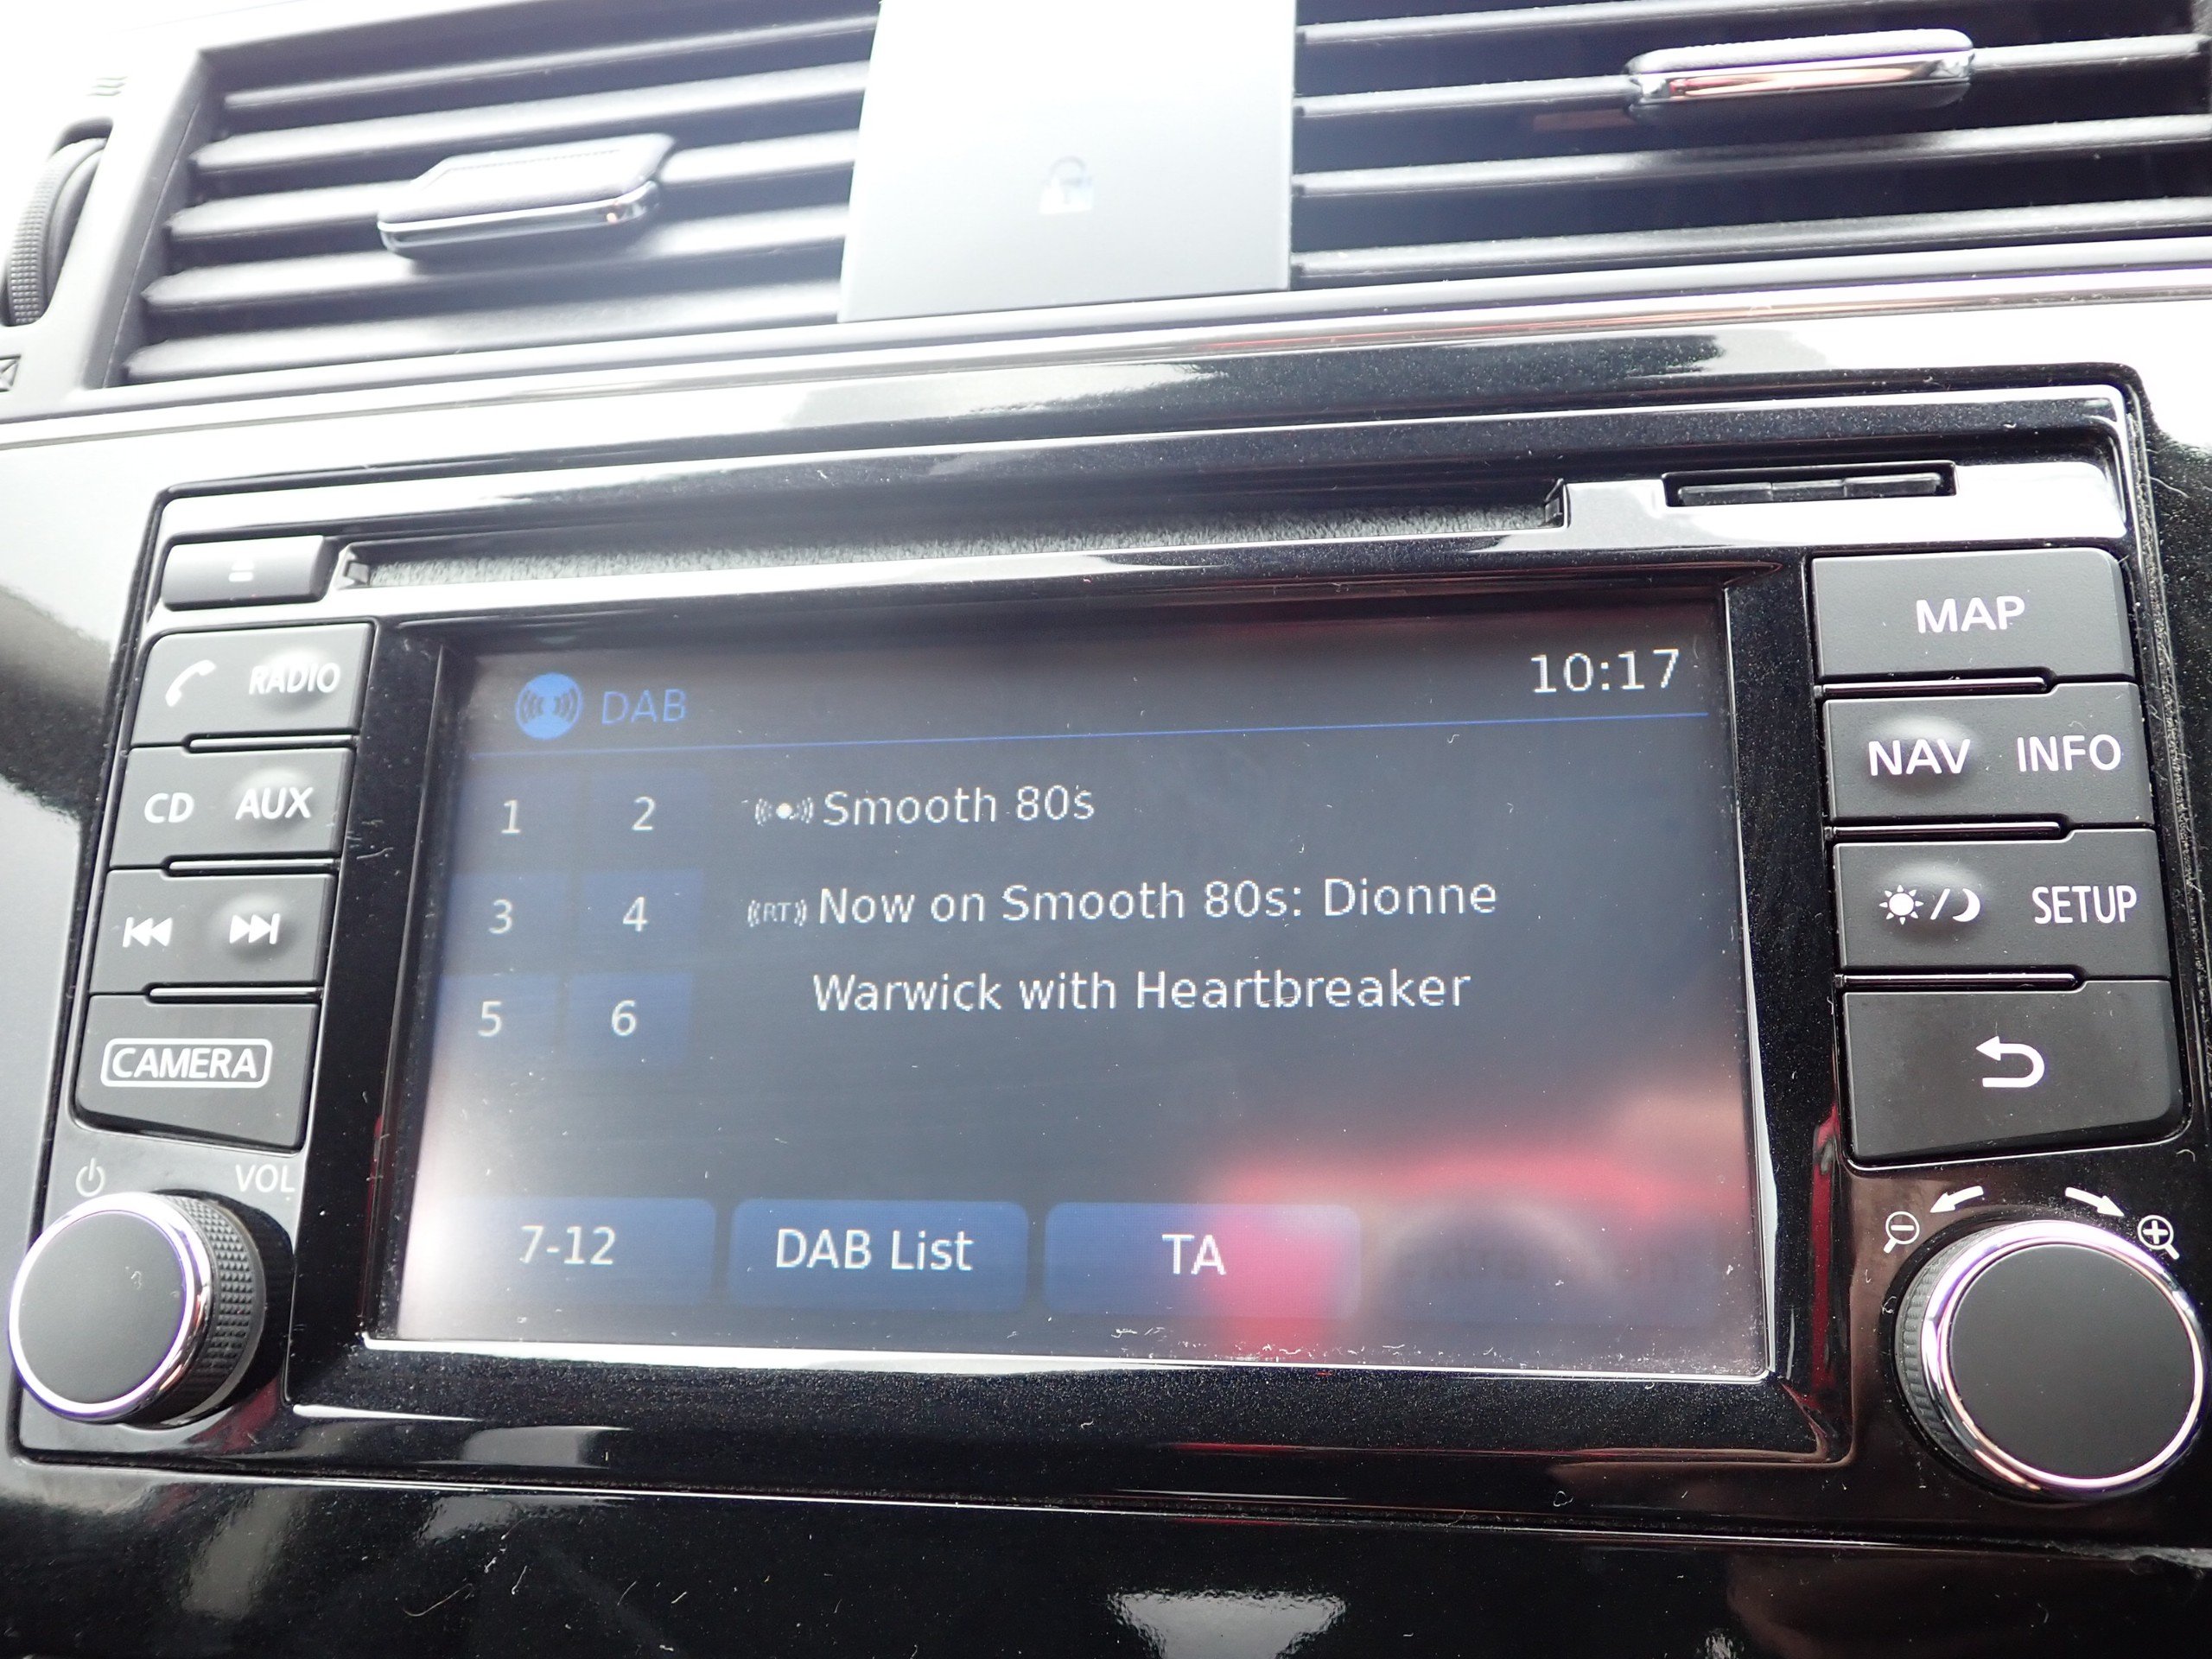 MAP
RADIO
DAB
10:17
NAV INFO
CD AUX
1 2
Smooth 80s
3 4
RT
Now on Smooth 80s: Dionne
SETUP
Warwick with Heartbreaker
5 6
CAMERA
VOL
7-12
DAB List
TA